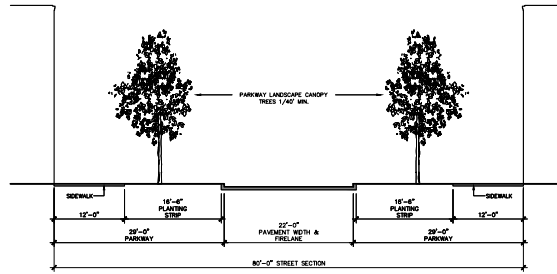 PARKWAY LANDSCAPE CANOPY
TREES 1/40' MIN.
SIDEWALK
SIDEWALK
12'-0"
16'-6"
PLANTING
STRIP
22'-0"
PAVEMENT WIDTH &
FIRELANE
16'-6"
PLANTING
STRIP
12'-0"
29'-0"
PARKWAY
29'-0"
PARKWAY
80'-0" STREET SECTION